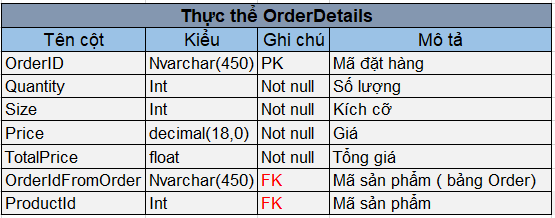 Thực thể OrderDetails
Tên cột Kiểu Ghi chú Mô tả
OrderID Nvarchar(450) PK Mã đặt hàng
Quantity Int Not null Số lượng
Size Int Not null Kích cỡ
Price decimal(18,0) Not null Giá
TotalPrice float Not null Tổng giá
OrderIdFromOrder Nvarchar(450) FK Mã sản phẩm ( bảng Order)
ProductId Int FK Mã sản phẩm